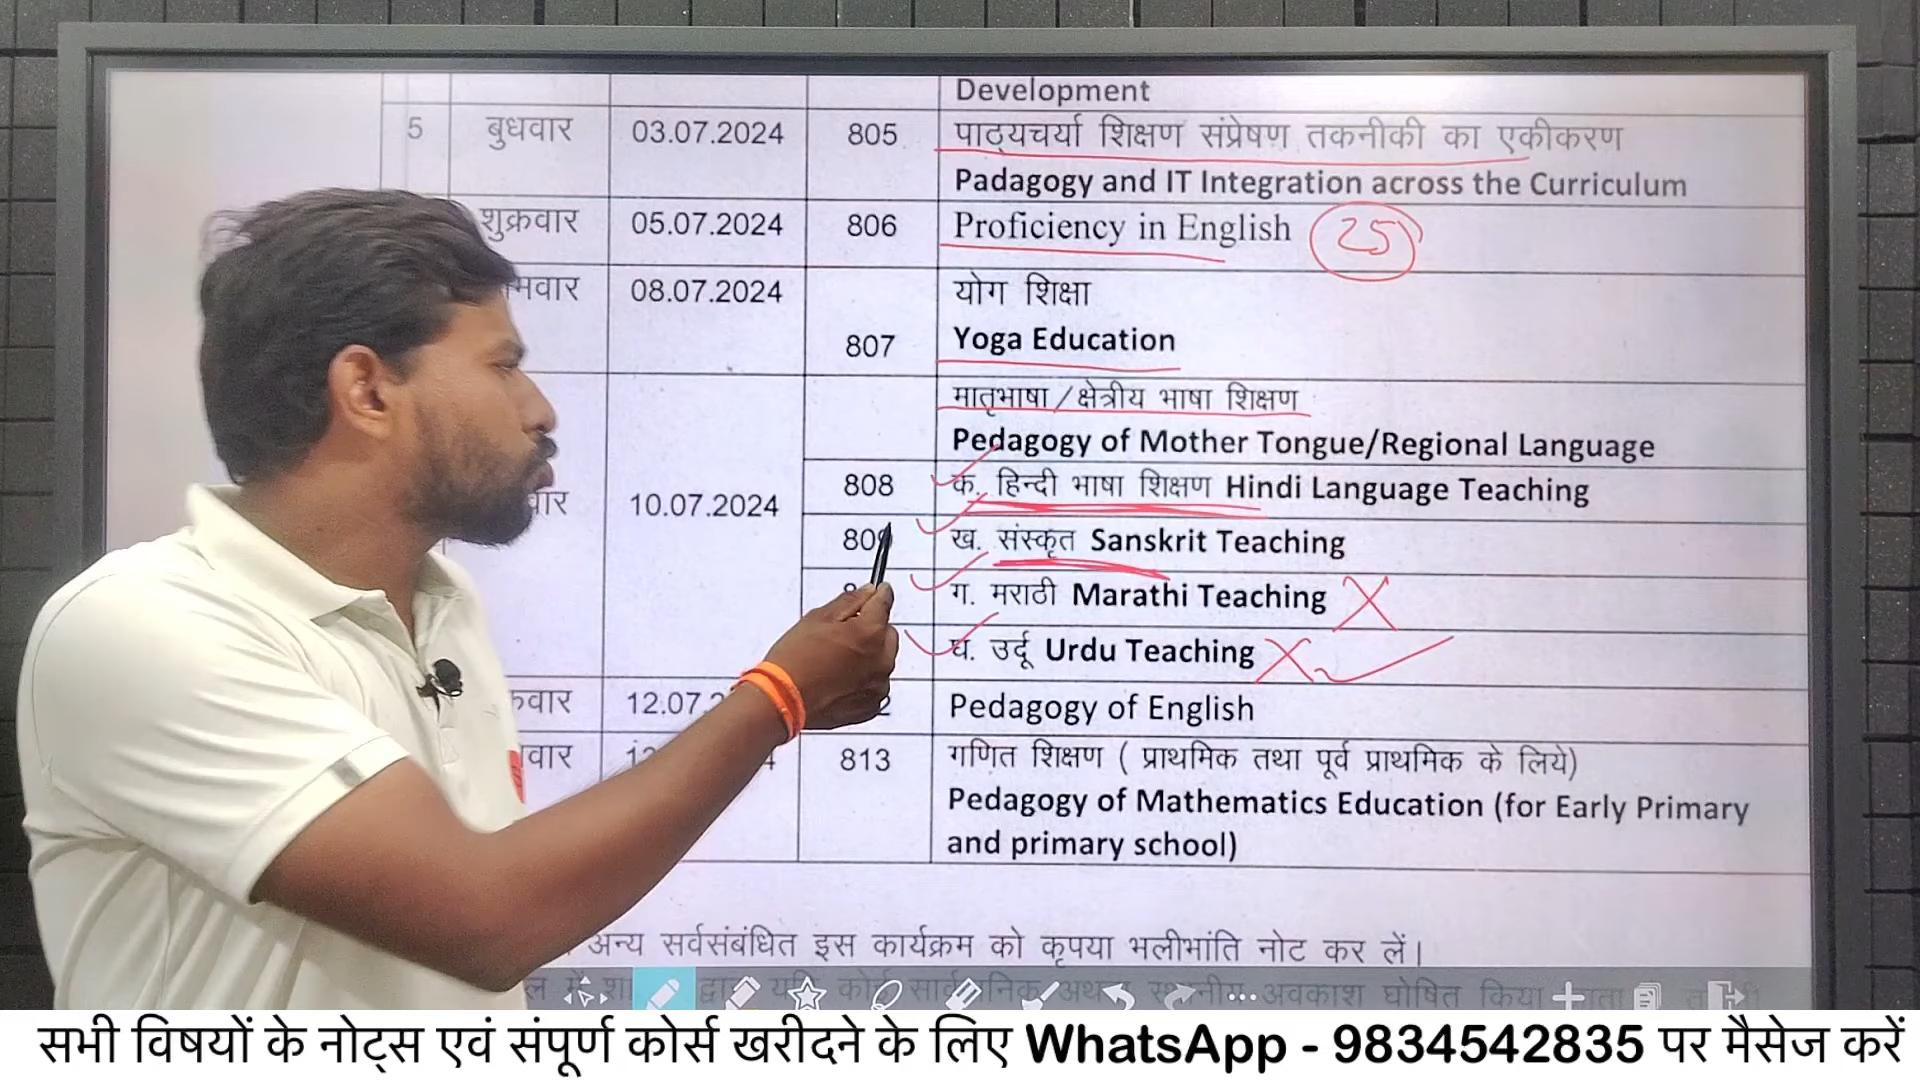 Development
5 बुधवार 03.07.2024 805 पाठ्यचर्या शिक्षण संप्रेषण तकनीकी का एकीकरण
Padagogy and IT Integration across the Curriculum
शुक्रवार 05.07.2024 806 Proficiency in English 25
मवार 08.07.2024 योग शिक्षा
807 Yoga Education
मातृभाषा / क्षेत्रीय भाषा शिक्षण
Pedagogy of Mother Tongue/Regional Language
808 क. हिन्दी भाषा शिक्षण Hindi Language Teaching
वार 10.07.2024
809 ख. संस्कृत Sanskrit Teaching
ग. मराठी Marathi Teaching
घ. उर्दू Urdu Teaching
वार 12.07.2 2 Pedagogy of English
वार 813 गणित शिक्षण ( प्राथमिक तथा पूर्व प्राथमिक के लिये)
Pedagogy of Mathematics Education (for Early Primary
and primary school)
अन्य सर्वसंबंधित इस कार्यक्रम को कृपया भलीभांति नोट कर लें।
अवकाश घोषित किया
सभी विषयों के नोट्स एवं संपूर्ण कोर्स खरीदने के लिए WhatsApp - 9834542835 पर मैसेज करें